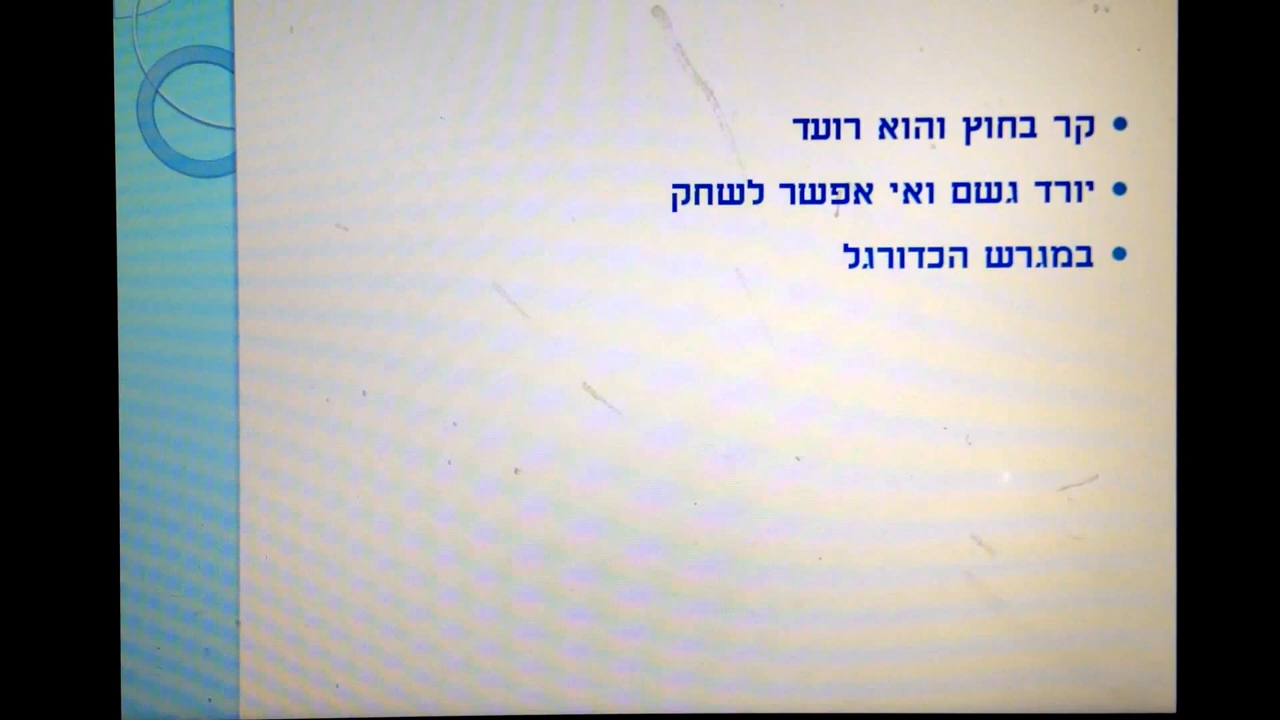 קר בחוץ והוא רועד
יורד גשם ואי אפשר לשחק
במגרש הכדורגל